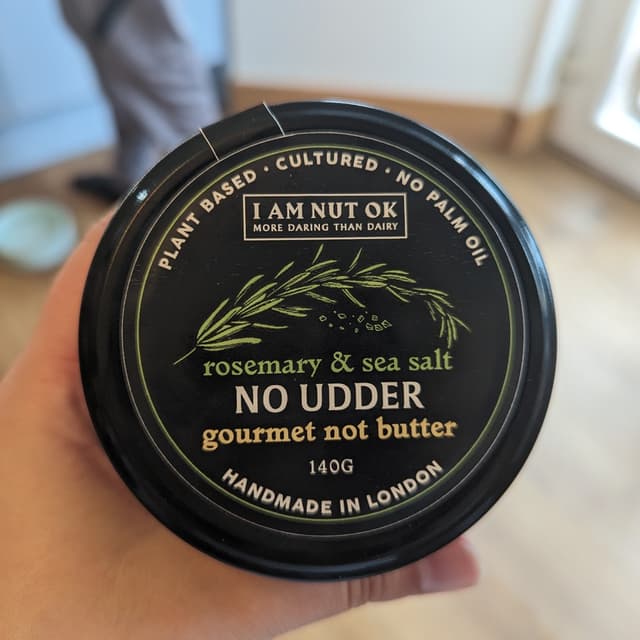 PLANT BASED · CULTURED · NO PALM OIL
I AM NUT OK
MORE DARING THAN DAIRY
rosemary & sea salt
NO UDDER
gourmet not butter
140G
HANDMADE IN LONDON